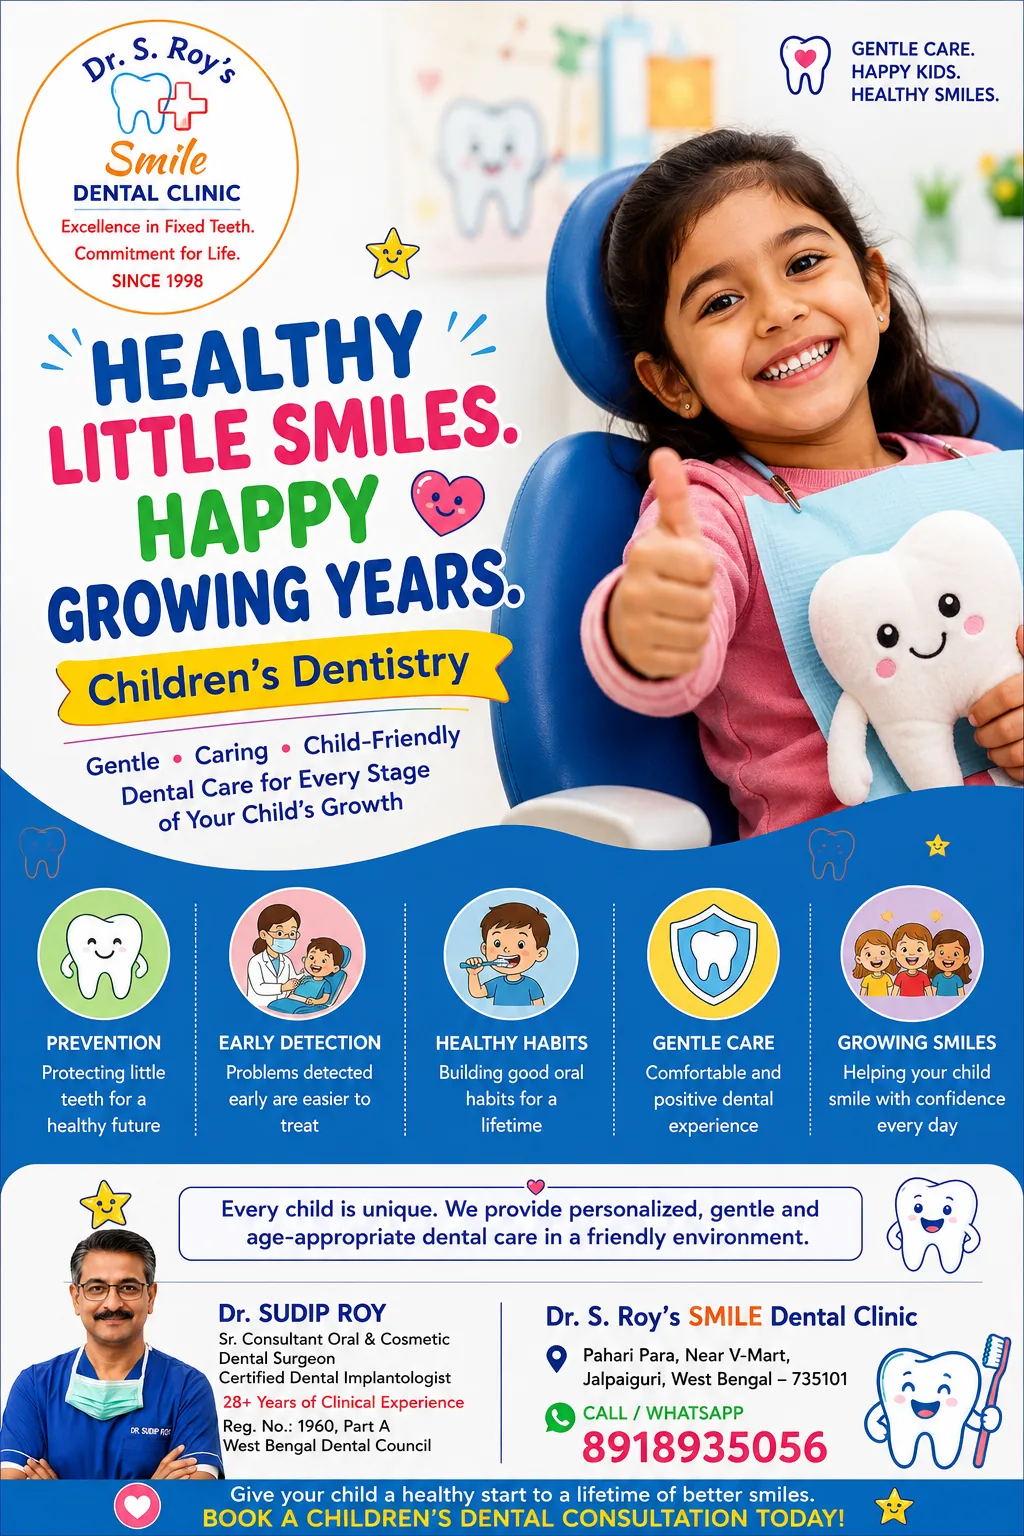 Dr. S. Roy's
Smile
DENTAL CLINIC
Excellence in Fixed Teeth.
Commitment for Life.
SINCE 1998
GENTLE CARE.
HAPPY KIDS.
HEALTHY SMILES.
HEALTHY
LITTLE SMILES.
HAPPY
GROWING YEARS.
Children's Dentistry
Gentle • Caring • Child-Friendly
Dental Care for Every Stage
of Your Child's Growth
PREVENTION
Protecting little
teeth for a
healthy future
EARLY DETECTION
Problems detected
early are easier to
treat
HEALTHY HABITS
Building good oral
habits for a
lifetime
GENTLE CARE
Comfortable and
positive dental
experience
GROWING SMILES
Helping your child
smile with confidence
every day
Every child is unique. We provide personalized, gentle and
age-appropriate dental care in a friendly environment.
Dr. SUDIP ROY
Sr. Consultant Oral & Cosmetic
Dental Surgeon
Certified Dental Implantologist
28+ Years of Clinical Experience
Reg. No.: 1960, Part A
West Bengal Dental Council
DR. SUDIP ROY
Dr. S. Roy's SMILE Dental Clinic
Pahari Para, Near V-Mart,
Jalpaiguri, West Bengal – 735101
CALL / WHATSAPP
8918935056
Give your child a healthy start to a lifetime of better smiles.
BOOK A CHILDREN'S DENTAL CONSULTATION TODAY!